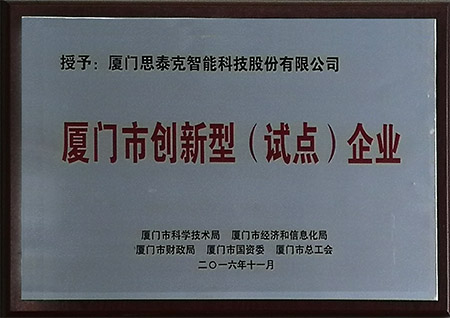 授予：厦门思泰克智能科技股份有限公司
厦门市创新型（试点）企业
厦门市科学技术局 厦门市经济和信息化局
厦门市财政局 厦门市国资委 厦门市总工会
二〇一六年十一月